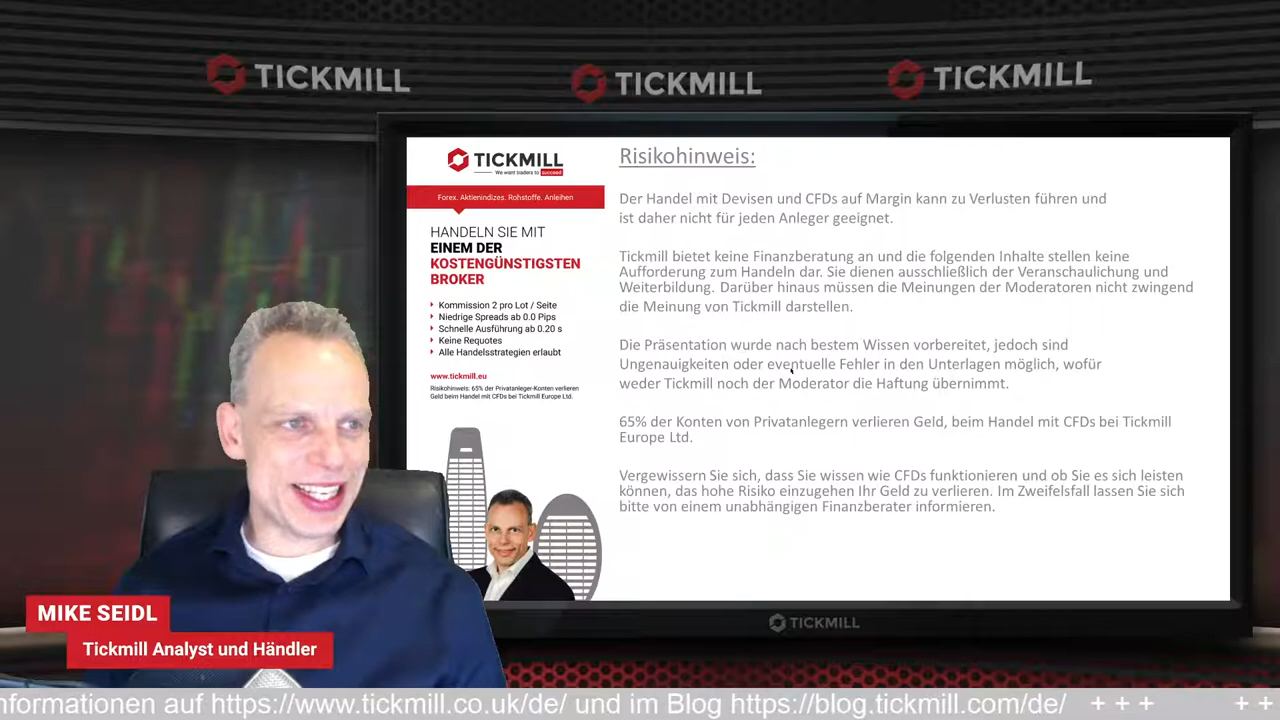 TICKMILL
TICKMILL
TICKMILL
TICKMILL
We want traders to succeed
Forex. Aktienindizes. Rohstoffe. Anleihen
HANDELN SIE MIT
EINEM DER
KOSTENGÜNSTIGSTEN
BROKER
Kommission 2 pro Lot / Seite
Niedrige Spreads ab 0.0 Pips
Schnelle Ausführung ab 0.20 s
Keine Requotes
Alle Handelsstrategien erlaubt
www.tickmill.eu
Risikohinweis: 65% der Privatanleger-Konten verlieren
Geld beim Handel mit CFDs bei Tickmill Europe Ltd.
Risikohinweis:
Der Handel mit Devisen und CFDs auf Margin kann zu Verlusten führen und
ist daher nicht für jeden Anleger geeignet.
Tickmill bietet keine Finanzberatung an und die folgenden Inhalte stellen keine
Aufforderung zum Handeln dar. Sie dienen ausschließlich der Veranschaulichung und
Weiterbildung. Darüber hinaus müssen die Meinungen der Moderatoren nicht zwingend
die Meinung von Tickmill darstellen.
Die Präsentation wurde nach bestem Wissen vorbereitet, jedoch sind
Ungenauigkeiten oder eventuelle Fehler in den Unterlagen möglich, wofür
weder Tickmill noch der Moderator die Haftung übernimmt.
65% der Konten von Privatanlegern verlieren Geld, beim Handel mit CFDs bei Tickmill
Europe Ltd.
Vergewissern Sie sich, dass Sie wissen wie CFDs funktionieren und ob Sie es sich leisten
können, das hohe Risiko einzugehen Ihr Geld zu verlieren. Im Zweifelsfall lassen Sie sich
bitte von einem unabhängigen Finanzberater informieren.
TICKMILL
MIKE SEIDL
Tickmill Analyst und Händler
nformationen auf https://www.tickmill.co.uk/de/ und im Blog https://blog.tickmill.com/de/ + + + + +